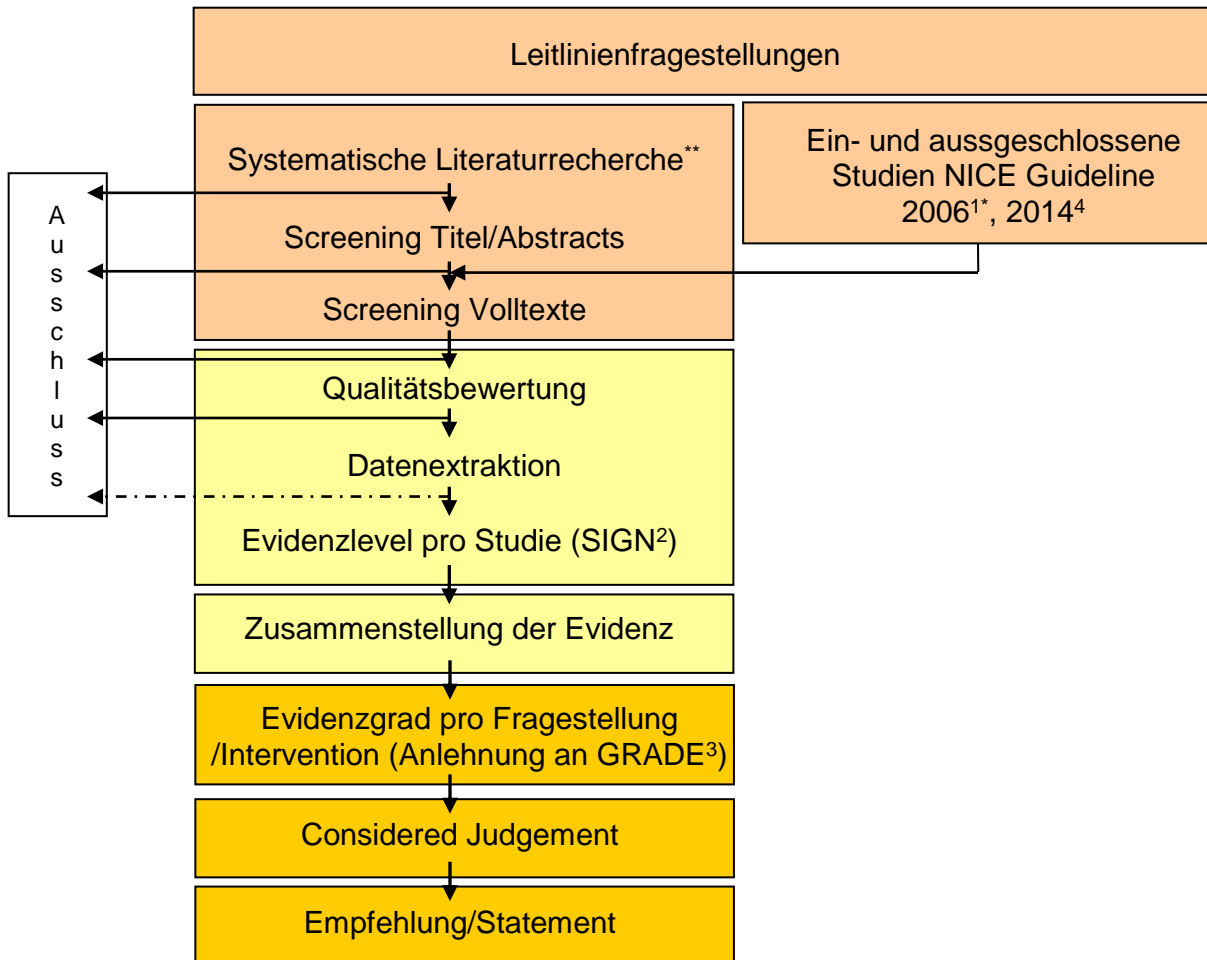 Leitlinienfragestellungen
Systematische Literaturrecherche**
Screening Titel/Abstracts
Screening Volltexte
Ein- und aussgeschlossene
Studien NICE Guideline
2006¹*, 2014⁴
A
u
s
s
c
h
l
u
s
s
Qualitätsbewertung
Datenextraktion
Evidenzlevel pro Studie (SIGN²)
Zusammenstellung der Evidenz
Evidenzgrad pro Fragestellung
/Intervention (Anlehnung an GRADE³)
Considered Judgement
Empfehlung/Statement